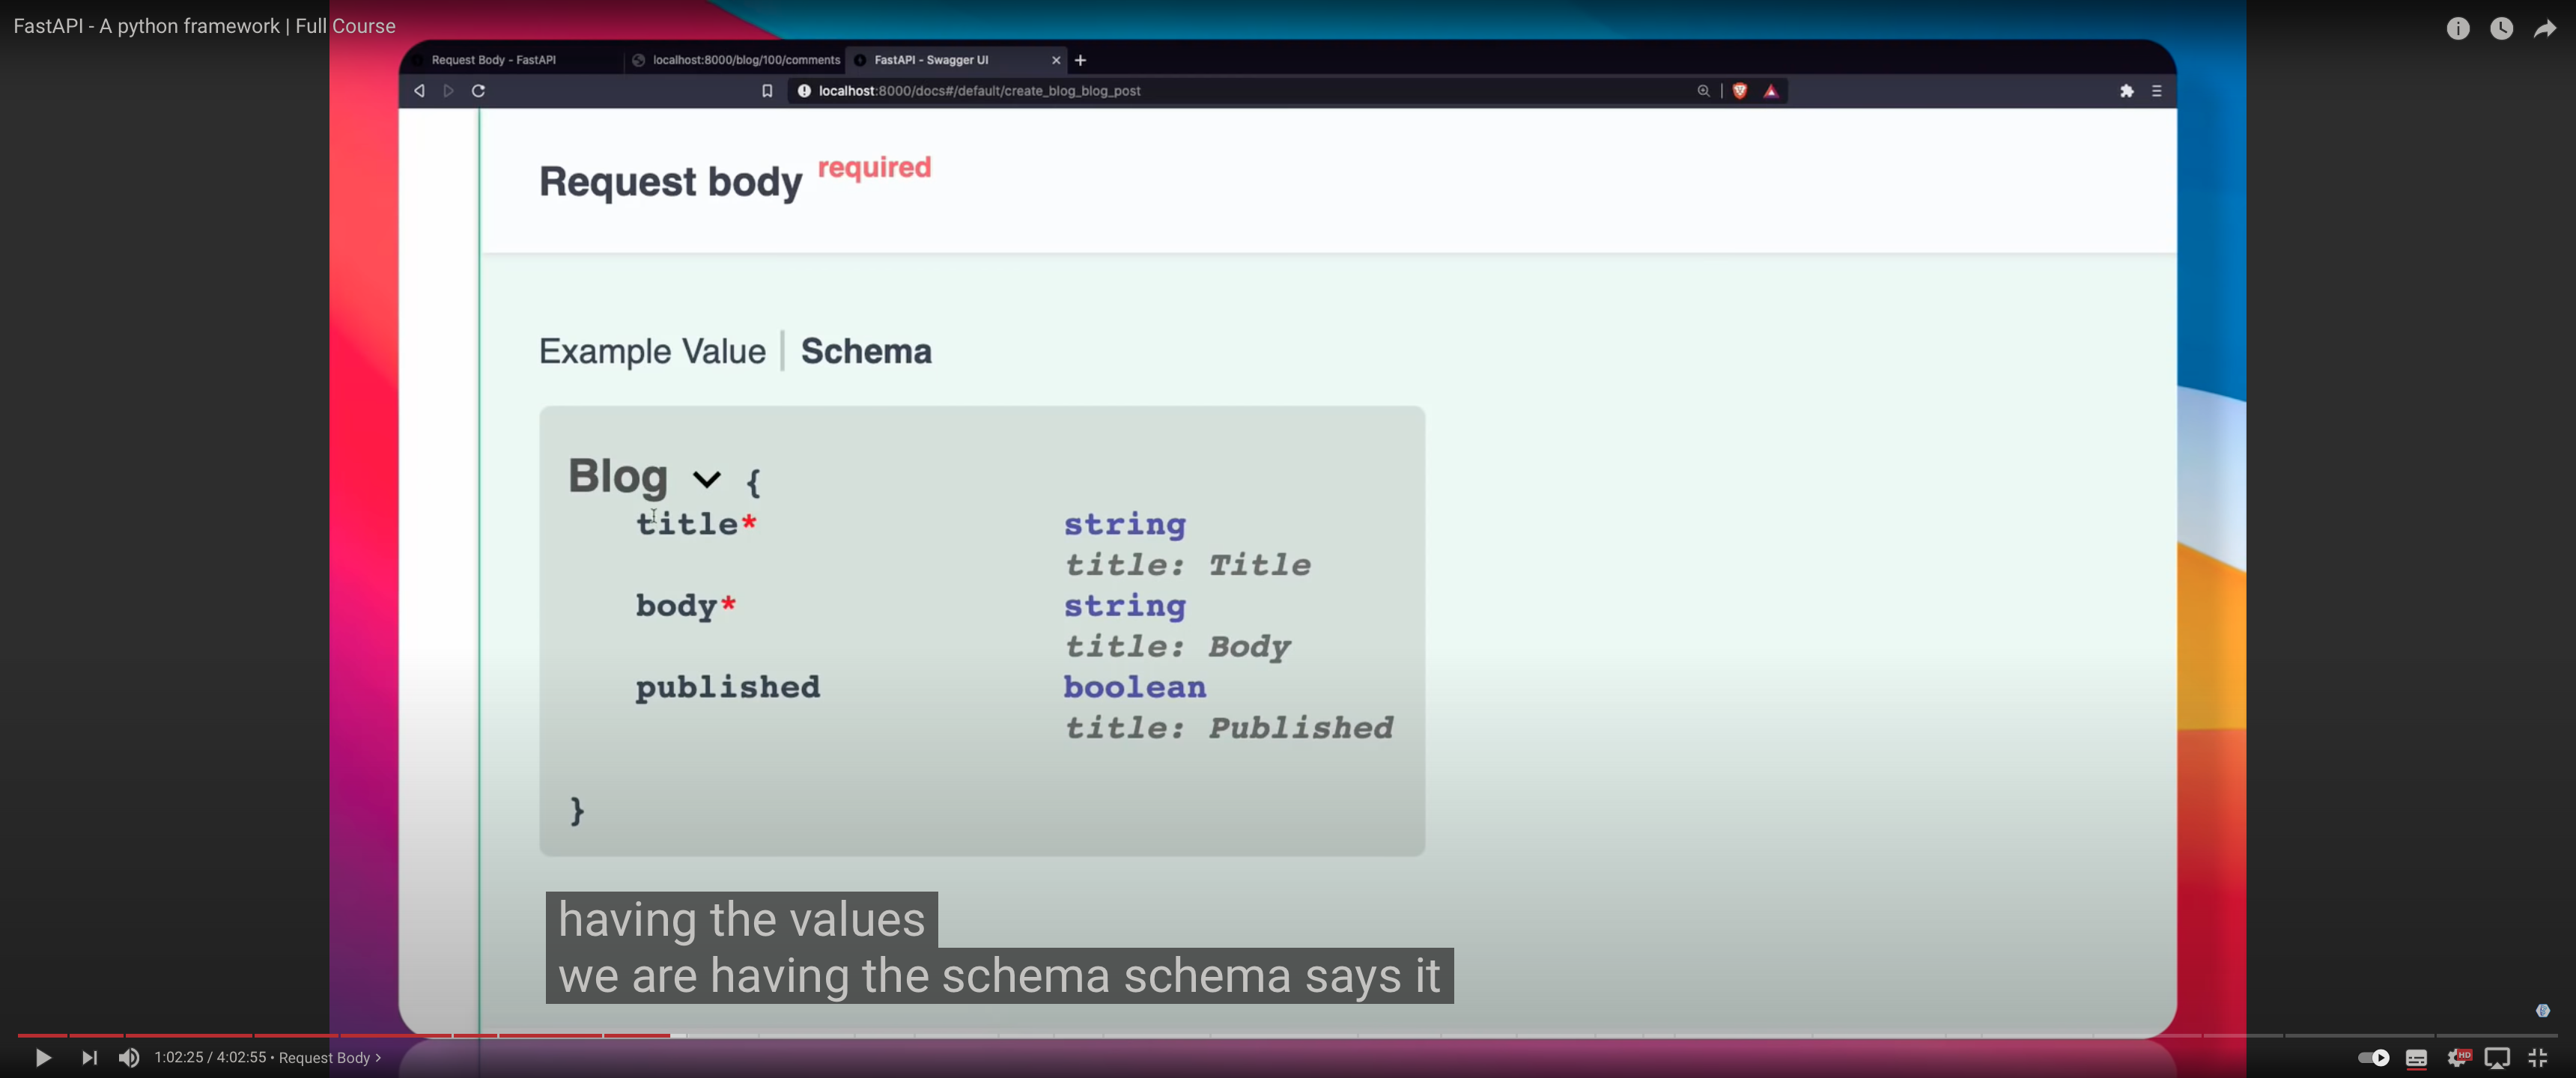 FastAPI - A python framework | Full Course
Request Body - FastAPI
localhost:8000/blog/100/comments
FastAPI - Swagger UI
localhost:8000/docs#/default/create_blog_blog_post
Request body required
Example Value | Schema
Blog {
title* string
title: Title
body* string
title: Body
published boolean
title: Published
}
having the values
we are having the schema schema says it
1:02:25 / 4:02:55 • Request Body >
HD